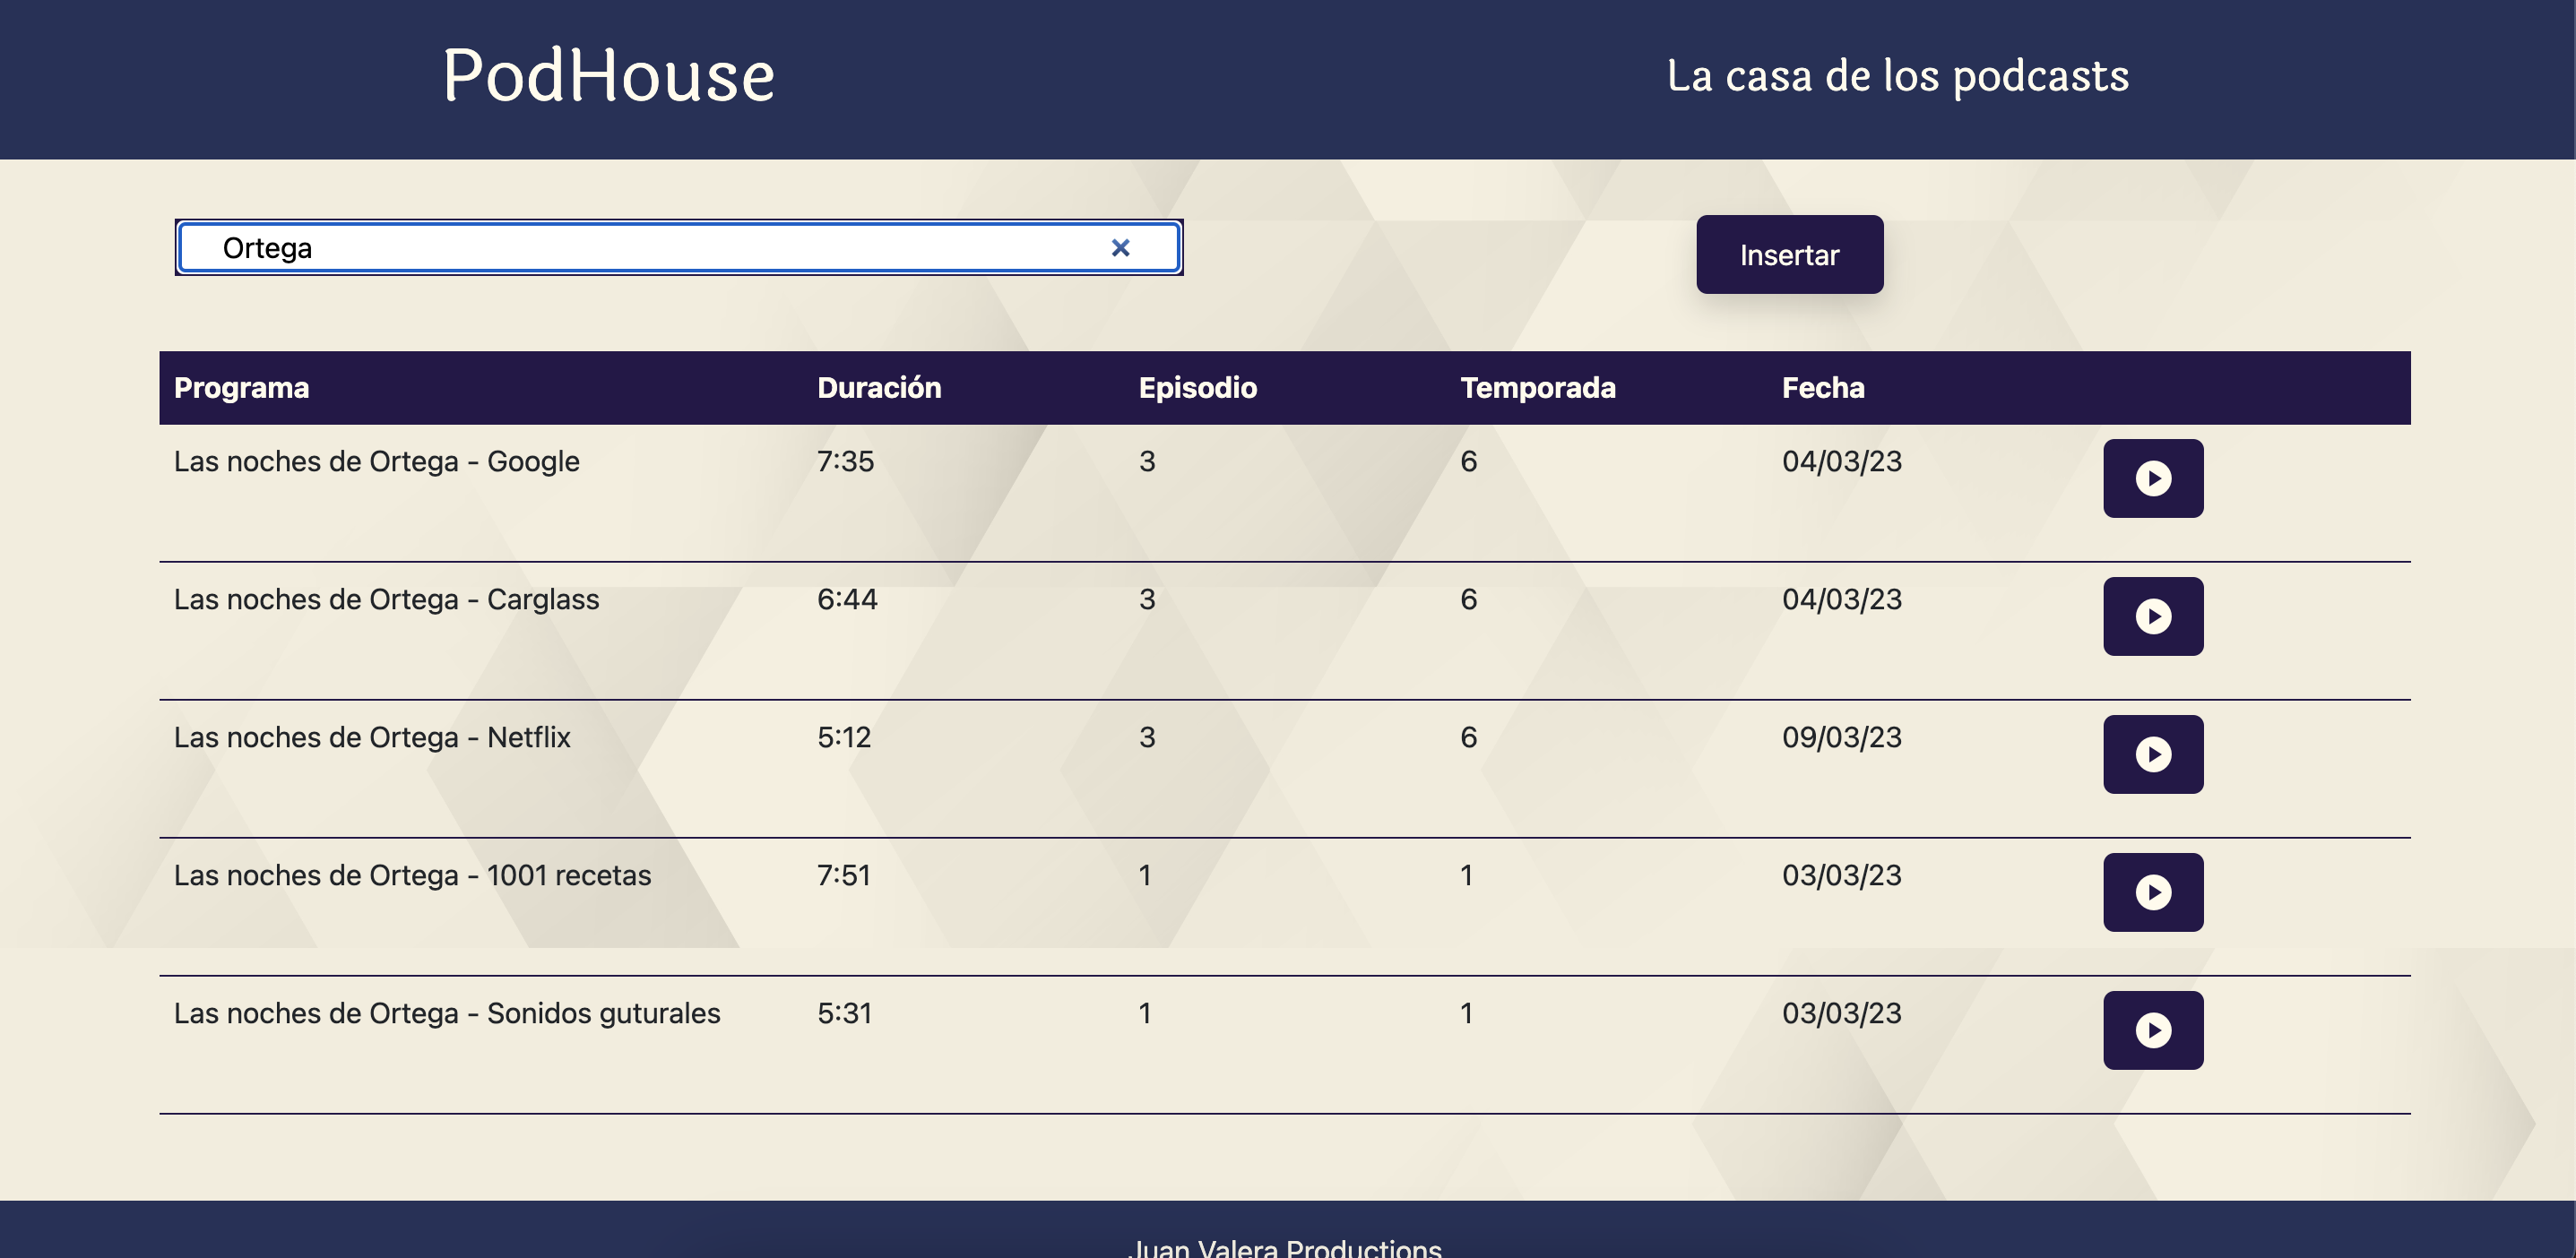 PodHouse
La casa de los podcasts
Ortega
Insertar
Programa Duración Episodio Temporada Fecha
Las noches de Ortega - Google 7:35 3 6 04/03/23
Las noches de Ortega - Carglass 6:44 3 6 04/03/23
Las noches de Ortega - Netflix 5:12 3 6 09/03/23
Las noches de Ortega - 1001 recetas 7:51 1 1 03/03/23
Las noches de Ortega - Sonidos guturales 5:31 1 1 03/03/23
Juan Valera Productions